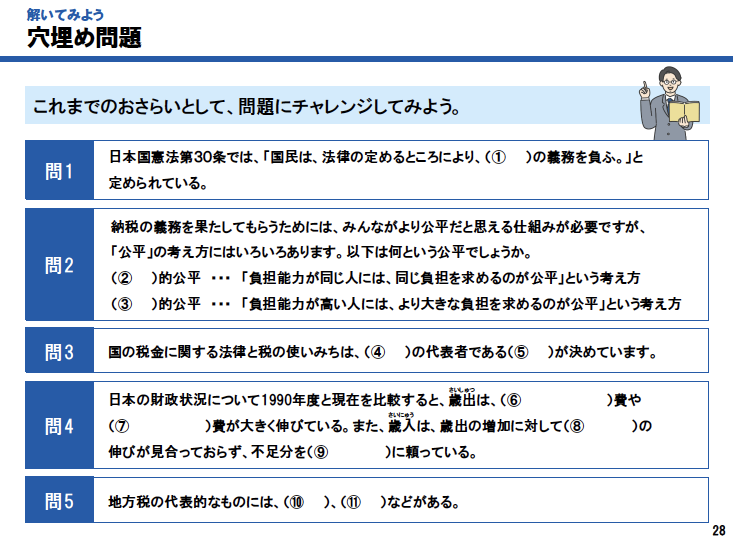 解いてみよう
穴埋め問題
これまでのおさらいとして、問題にチャレンジしてみよう。
問1
日本国憲法第30条では、「国民は、法律の定めるところにより、(① )の義務を負ふ。」と
定められている。
問2
納税の義務を果たしてもらうためには、みんながより公平だと思える仕組みが必要ですが、
「公平」の考え方にはいろいろあります。以下は何という公平でしょうか。
(② )的公平 ・・・ 「負担能力が同じ人には、同じ負担を求めるのが公平」という考え方
(③ )的公平 ・・・ 「負担能力が高い人には、より大きな負担を求めるのが公平」という考え方
問3
国の税金に関する法律と税の使いみちは、(④ )の代表者である(⑤ )が決めています。
問4
さいしゅつ
日本の財政状況について1990年度と現在を比較すると、歳出は、(⑥ )費や
さいにゅう
(⑦ )費が大きく伸びている。また、歳入は、歳出の増加に対して(⑧ )の
伸びが見合っておらず、不足分を(⑨ )に頼っている。
問5
地方税の代表的なものには、(⑩ )、(⑪ )などがある。
28